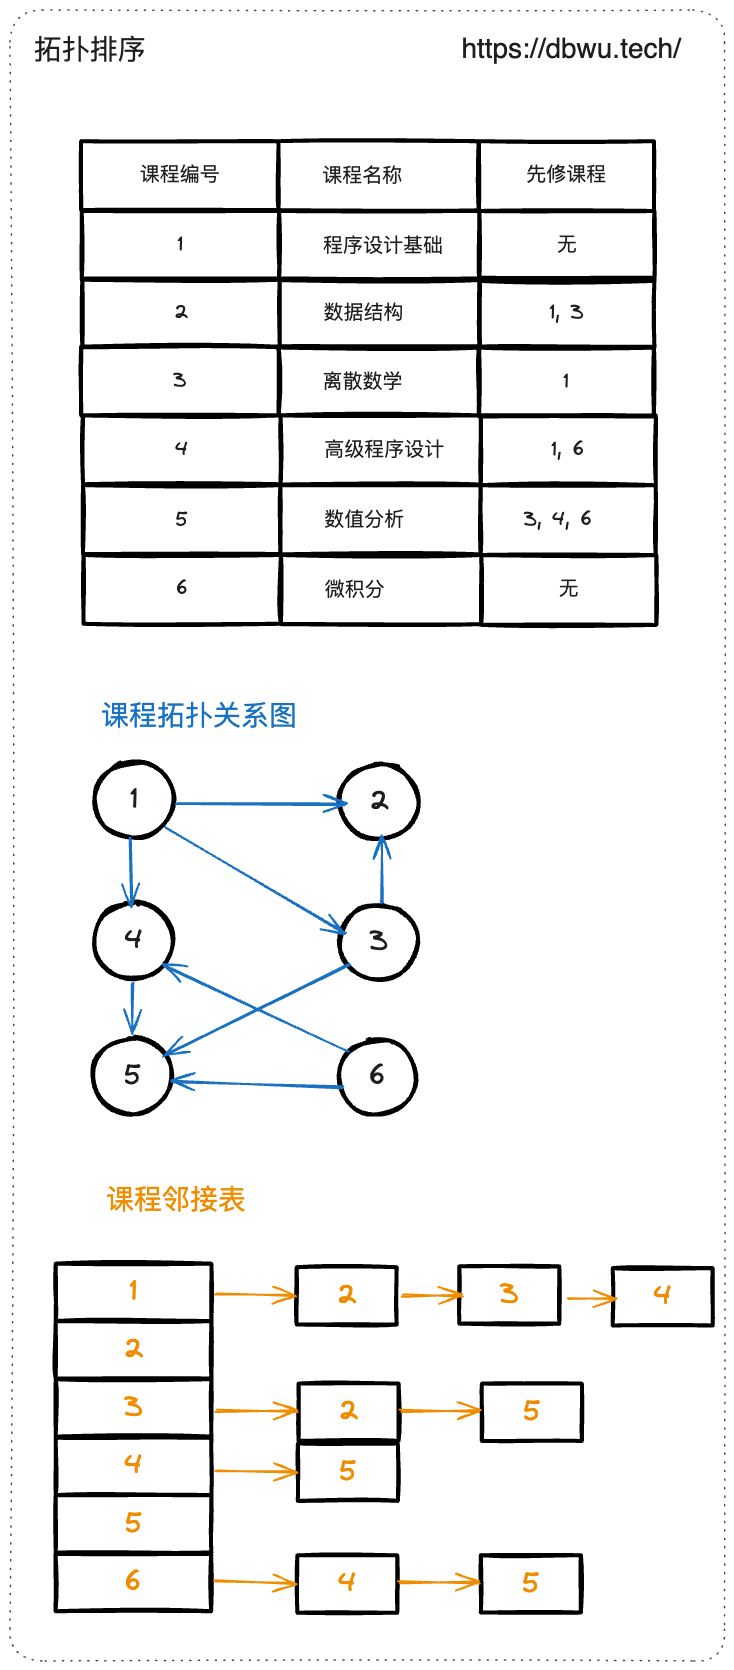 拓扑排序 https://dbwu.tech/
课程编号 课程名称 先修课程
1 程序设计基础 无
2 数据结构 1, 3
3 离散数学 1
4 高级程序设计 1, 6
5 数值分析 3, 4, 6
6 微积分 无
课程拓扑关系图
1 2
4 3
5 6
课程邻接表
1 2 3 4
2
3 2 5
4 5
5
6 4 5